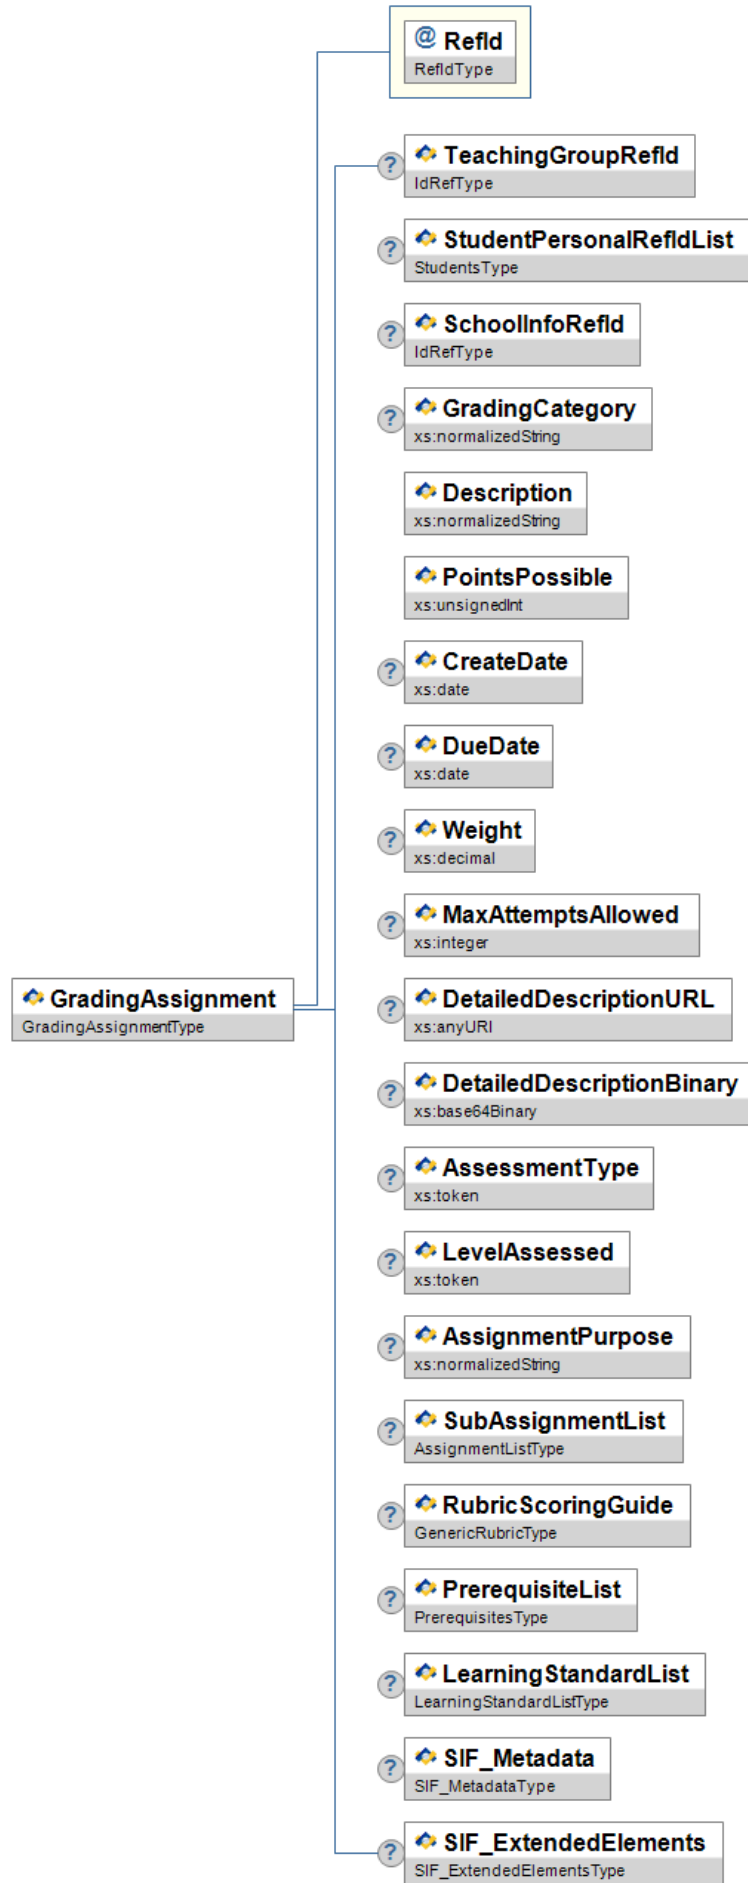 @ RefId
RefIdType
? TeachingGroupRefId
IdRefType
? StudentPersonalRefIdList
StudentsType
? SchoolInfoRefId
IdRefType
? GradingCategory
xs:normalizedString
Description
xs:normalizedString
PointsPossible
xs:unsignedInt
? CreateDate
xs:date
? DueDate
xs:date
? Weight
xs:decimal
? MaxAttemptsAllowed
xs:integer
GradingAssignment
GradingAssignmentType
? DetailedDescriptionURL
xs:anyURI
? DetailedDescriptionBinary
xs:base64Binary
? AssessmentType
xs:token
? LevelAssessed
xs:token
? AssignmentPurpose
xs:normalizedString
? SubAssignmentList
AssignmentListType
? RubricScoringGuide
GenericRubricType
? PrerequisiteList
PrerequisitesType
? LearningStandardList
LearningStandardListType
? SIF_Metadata
SIF_MetadataType
? SIF_ExtendedElements
SIF_ExtendedElementsType